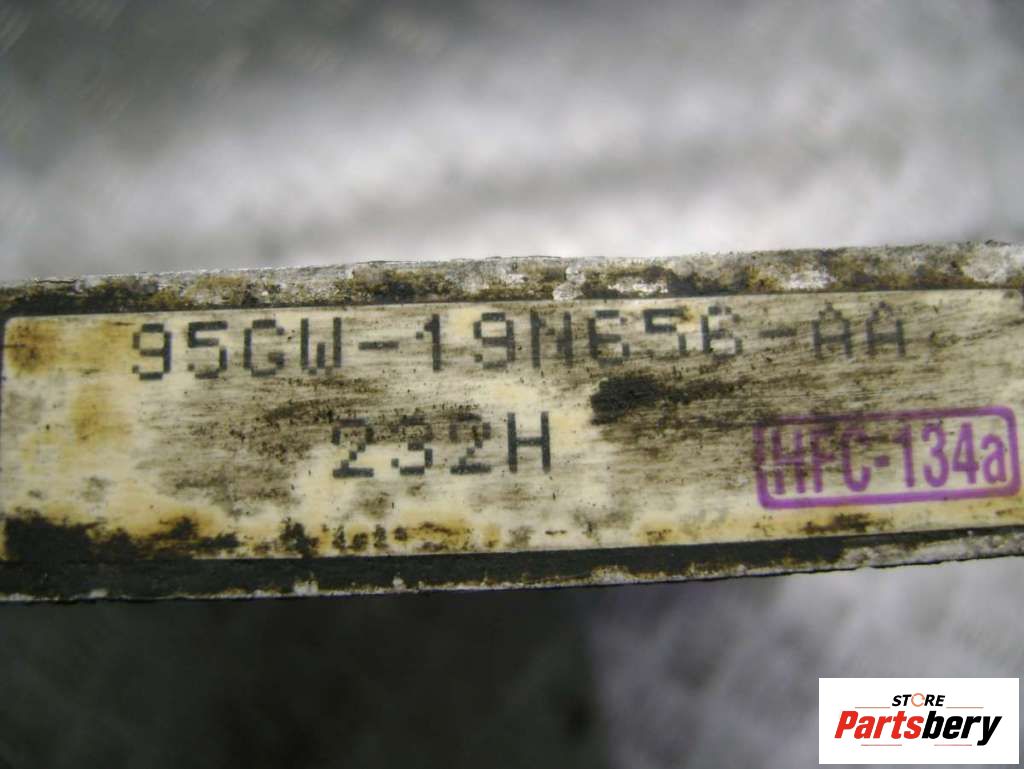 95GW-19N656-AA
232H
HFC-134a
STORE
Partsbery